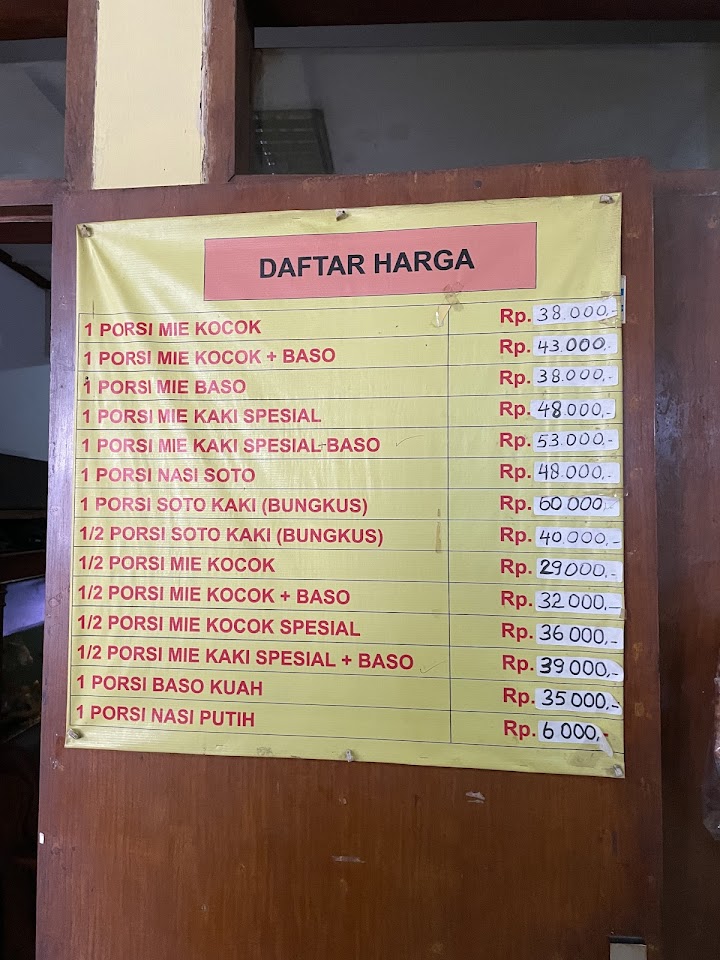 DAFTAR HARGA
1 PORSI MIE KOCOK Rp. 38.000,-
1 PORSI MIE KOCOK + BASO Rp. 43.000,-
1 PORSI MIE BASO Rp. 38.000,-
1 PORSI MIE KAKI SPESIAL Rp. 48.000,-
1 PORSI MIE KAKI SPESIAL-BASO Rp. 53.000,-
1 PORSI NASI SOTO Rp. 48.000,-
1 PORSI SOTO KAKI (BUNGKUS) Rp. 60.000,-
1/2 PORSI SOTO KAKI (BUNGKUS) Rp. 40.000,-
1/2 PORSI MIE KOCOK Rp. 29000,-
1/2 PORSI MIE KOCOK + BASO Rp. 32 000,-
1/2 PORSI MIE KOCOK SPESIAL Rp. 36 000,-
1/2 PORSI MIE KAKI SPESIAL + BASO Rp. 39 000,-
1 PORSI BASO KUAH Rp. 35 000,-
1 PORSI NASI PUTIH Rp. 6 000,-